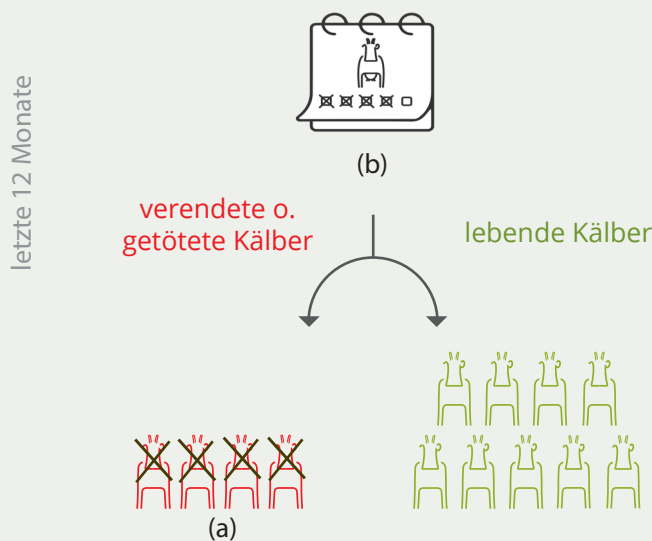 letzte 12 Monate
(b)
verendete o.
getötete Kälber
lebende Kälber
(a)